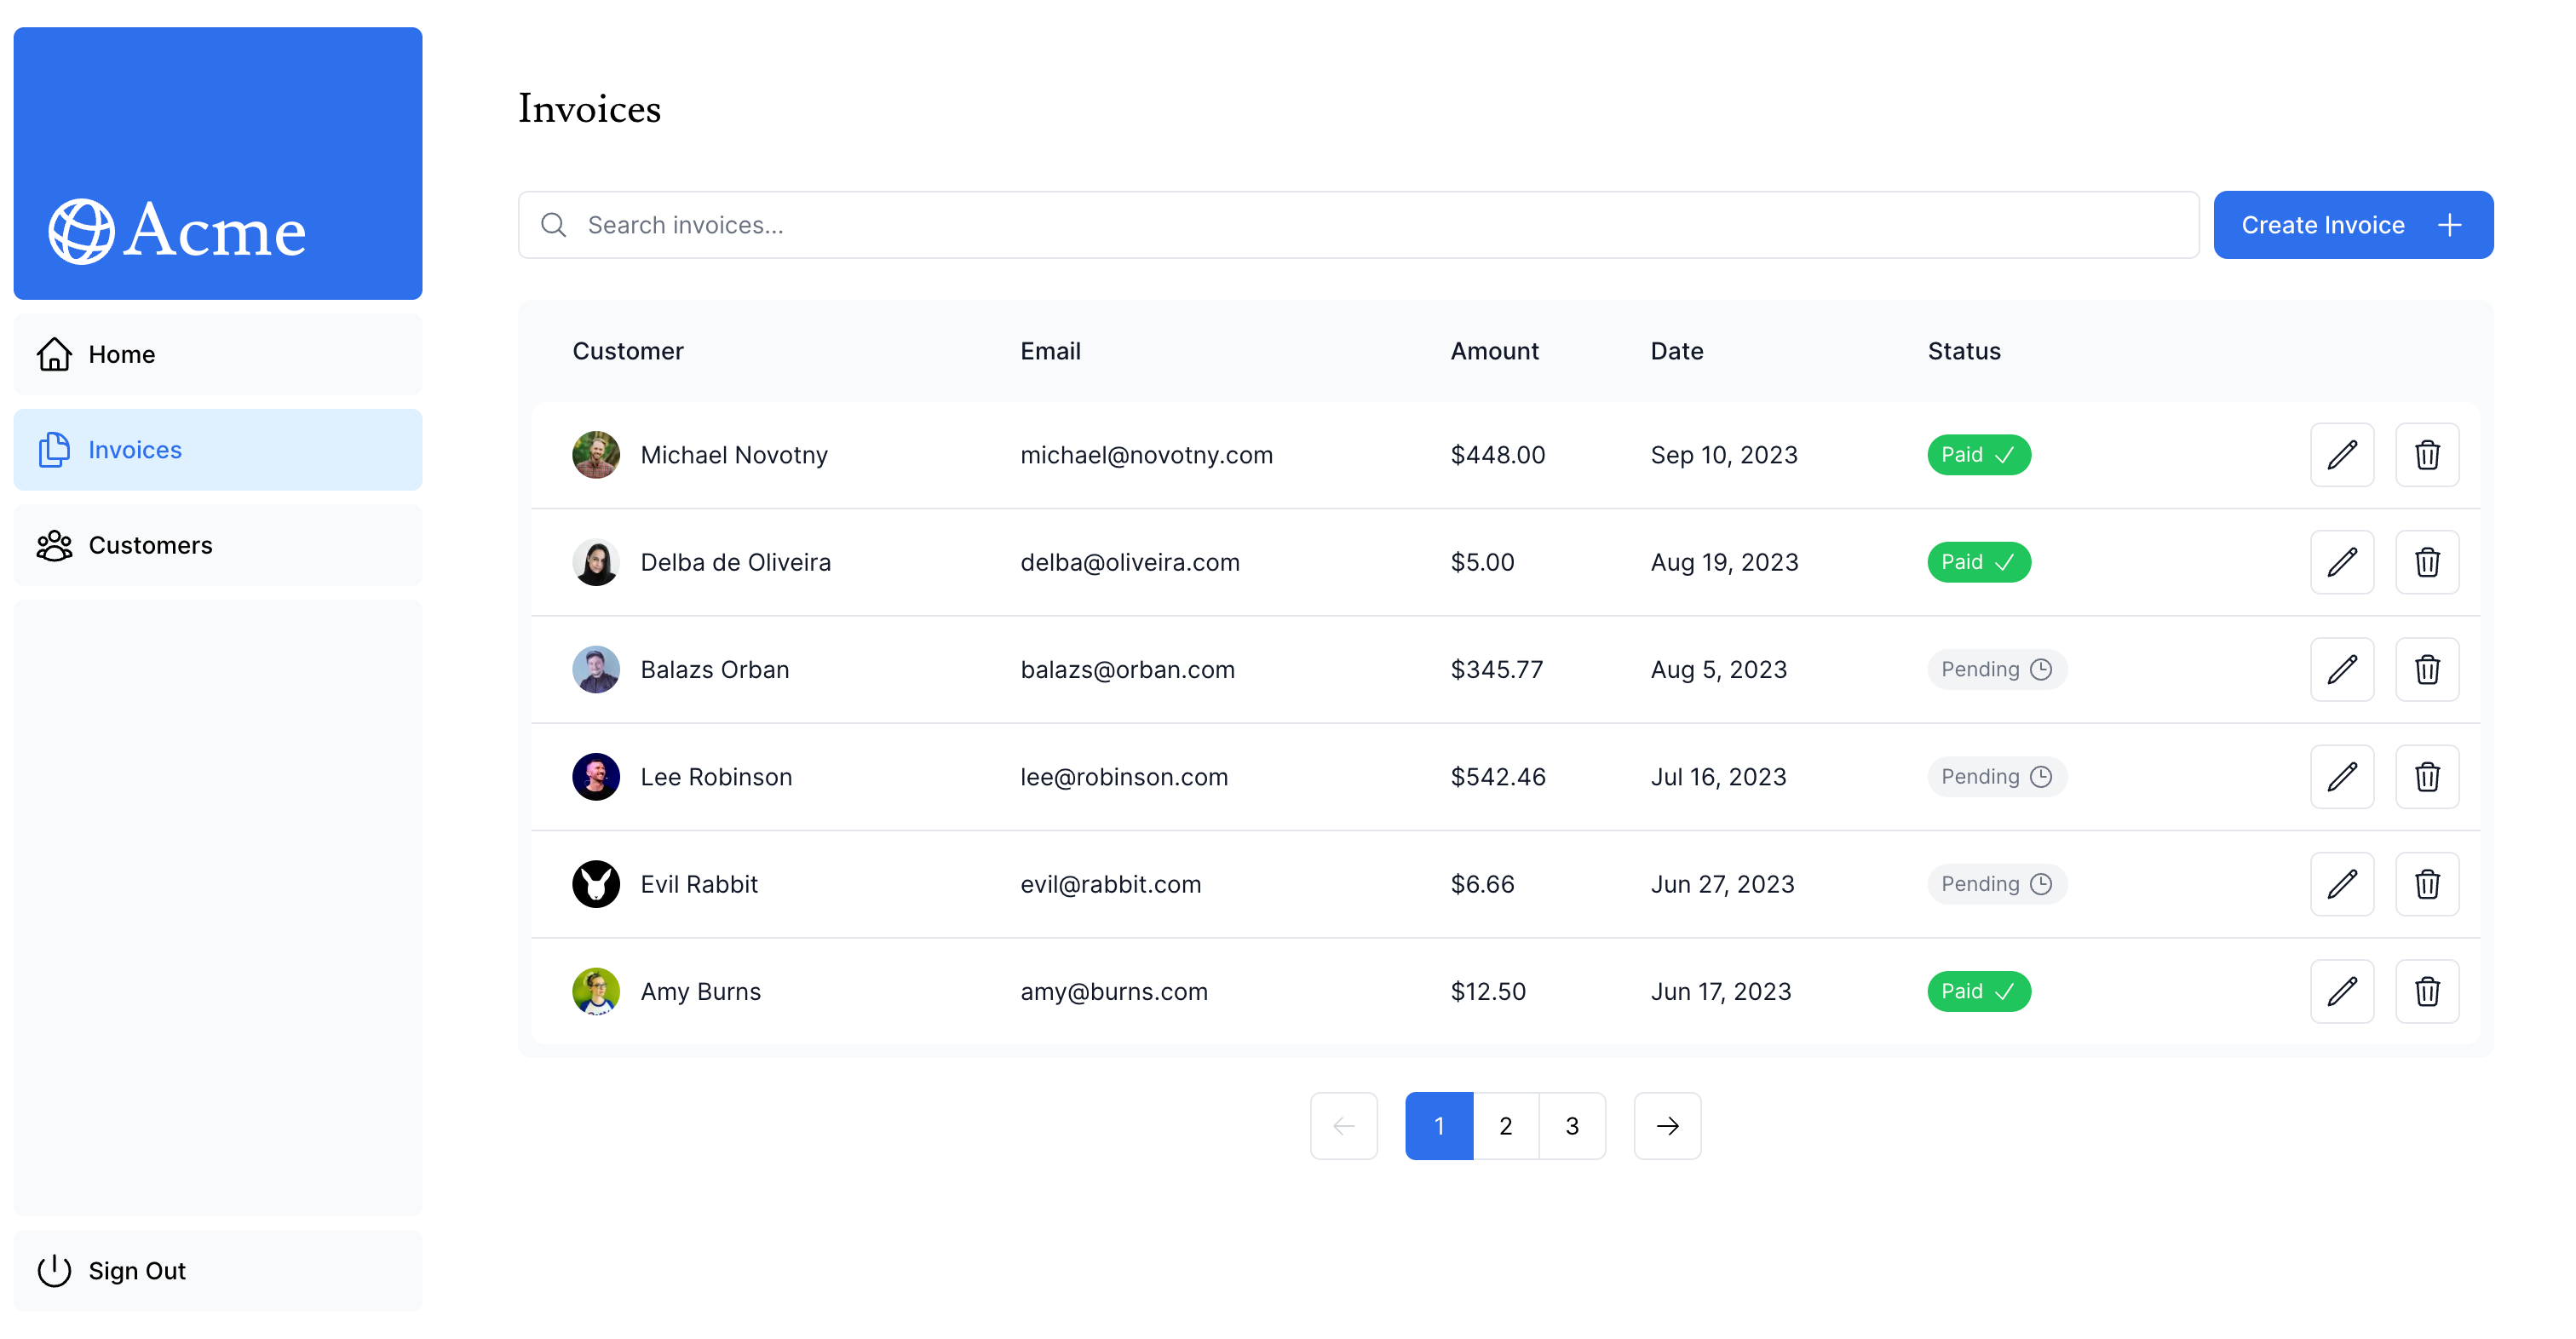 Acme
Home
Invoices
Customers
Sign Out
Invoices
Search invoices...
Create Invoice
Customer Email Amount Date Status
Michael Novotny michael@novotny.com $448.00 Sep 10, 2023 Paid
Delba de Oliveira delba@oliveira.com $5.00 Aug 19, 2023 Paid
Balazs Orban balazs@orban.com $345.77 Aug 5, 2023 Pending
Lee Robinson lee@robinson.com $542.46 Jul 16, 2023 Pending
Evil Rabbit evil@rabbit.com $6.66 Jun 27, 2023 Pending
Amy Burns amy@burns.com $12.50 Jun 17, 2023 Paid
1 2 3